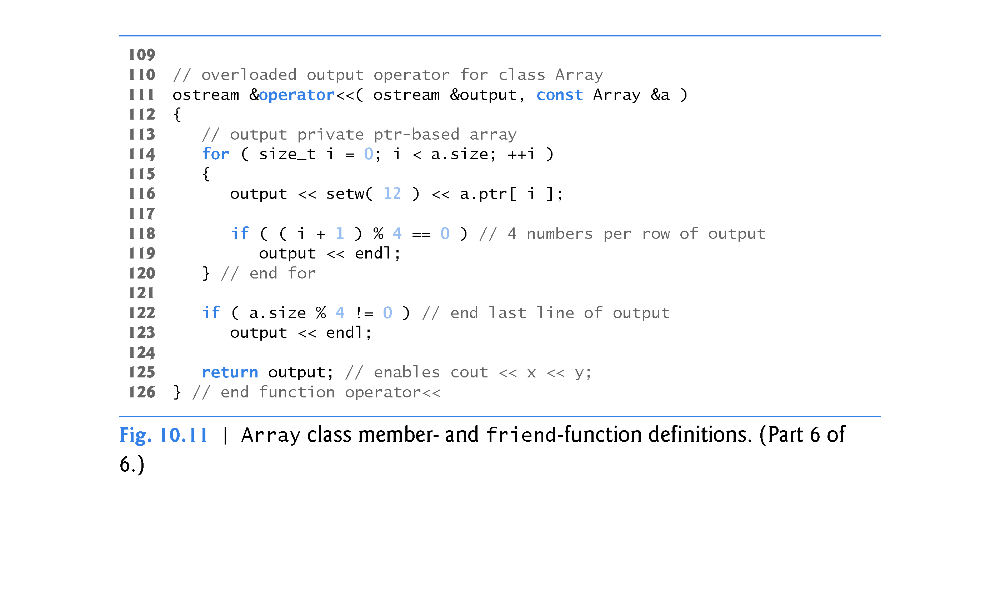 109
110 // overloaded output operator for class Array
111 ostream &operator<<( ostream &output, const Array &a )
112 {
113    // output private ptr-based array
114    for ( size_t i = 0; i < a.size; ++i )
115    {
116       output << setw( 12 ) << a.ptr[ i ];
117
118       if ( ( i + 1 ) % 4 == 0 ) // 4 numbers per row of output
119          output << endl;
120    } // end for
121
122    if ( a.size % 4 != 0 ) // end last line of output
123       output << endl;
124
125    return output; // enables cout << x << y;
126 } // end function operator<<
Fig. 10.11 | Array class member- and friend-function definitions. (Part 6 of
6.)